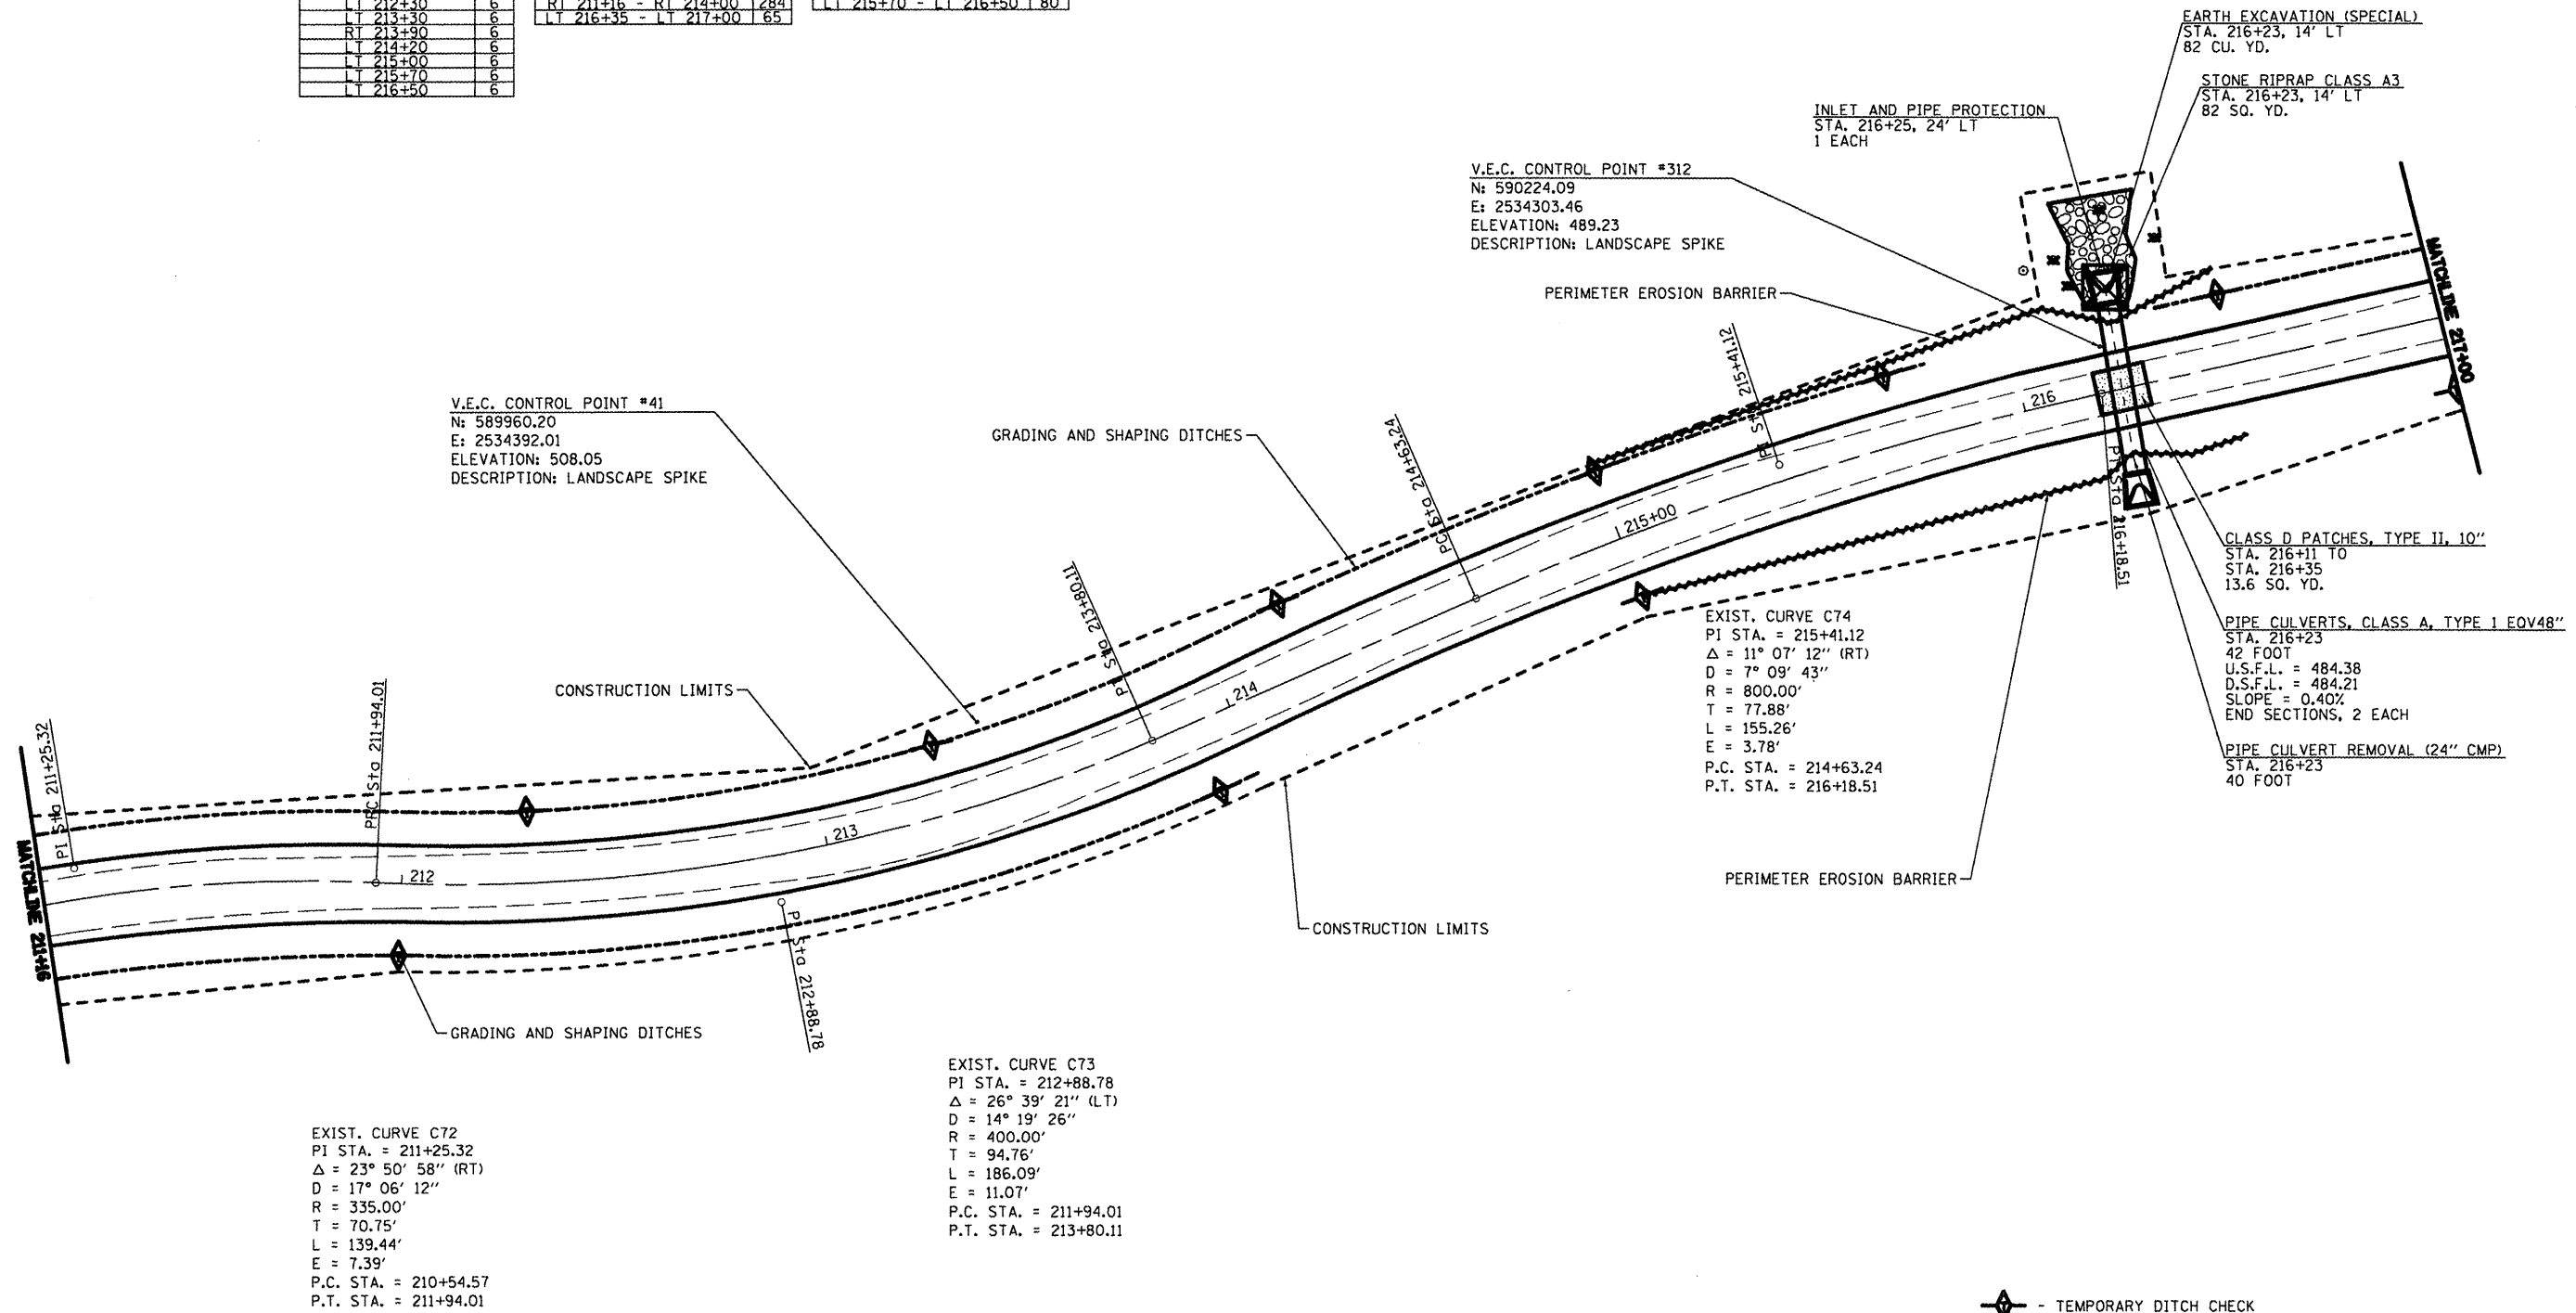 LT 212+30 6
LT 213+30 6
RT 213+90 6
LT 214+20 6
LT 215+00 6
LT 215+70 6
LT 216+50 6
RT 211+16 - RT 214+00 284
LT 216+35 - LT 217+00 65
LT 215+70 - LT 216+50 80
EARTH EXCAVATION (SPECIAL)
STA. 216+23, 14' LT
82 CU. YD.
STONE RIPRAP CLASS A3
STA. 216+23, 14' LT
82 SQ. YD.
INLET AND PIPE PROTECTION
STA. 216+25, 24' LT
1 EACH
V.E.C. CONTROL POINT #312
N: 590224.09
E: 2534303.46
ELEVATION: 489.23
DESCRIPTION: LANDSCAPE SPIKE
PERIMETER EROSION BARRIER
MATCHLINE 217+00
PI Sta 215+41.12
V.E.C. CONTROL POINT #41
N: 589960.20
E: 2534392.01
ELEVATION: 508.05
DESCRIPTION: LANDSCAPE SPIKE
GRADING AND SHAPING DITCHES
PC Sta 214+63.24
216
215+00
PT Sta 216+18.51
CLASS D PATCHES, TYPE II, 10"
STA. 216+11 TO
STA. 216+35
13.6 SQ. YD.
PIPE CULVERTS, CLASS A, TYPE 1 EQV48"
STA. 216+23
42 FOOT
U.S.F.L. = 484.38
D.S.F.L. = 484.21
SLOPE = 0.40%
END SECTIONS, 2 EACH
PIPE CULVERT REMOVAL (24" CMP)
STA. 216+23
40 FOOT
EXIST. CURVE C74
PI STA. = 215+41.12
Δ = 11° 07' 12" (RT)
D = 7° 09' 43"
R = 800.00'
T = 77.88'
L = 155.26'
E = 3.78'
P.C. STA. = 214+63.24
P.T. STA. = 216+18.51
PT Sta 213+80.11
214
CONSTRUCTION LIMITS
PRC Sta 211+94.01
PI Sta 211+25.32
213
212
MATCHLINE 211+16
PI Sta 212+88.78
PERIMETER EROSION BARRIER
CONSTRUCTION LIMITS
GRADING AND SHAPING DITCHES
EXIST. CURVE C73
PI STA. = 212+88.78
Δ = 26° 39' 21" (LT)
D = 14° 19' 26"
R = 400.00'
T = 94.76'
L = 186.09'
E = 11.07'
P.C. STA. = 211+94.01
P.T. STA. = 213+80.11
EXIST. CURVE C72
PI STA. = 211+25.32
Δ = 23° 50' 58" (RT)
D = 17° 06' 12"
R = 335.00'
T = 70.75'
L = 139.44'
E = 7.39'
P.C. STA. = 210+54.57
P.T. STA. = 211+94.01
- TEMPORARY DITCH CHECK